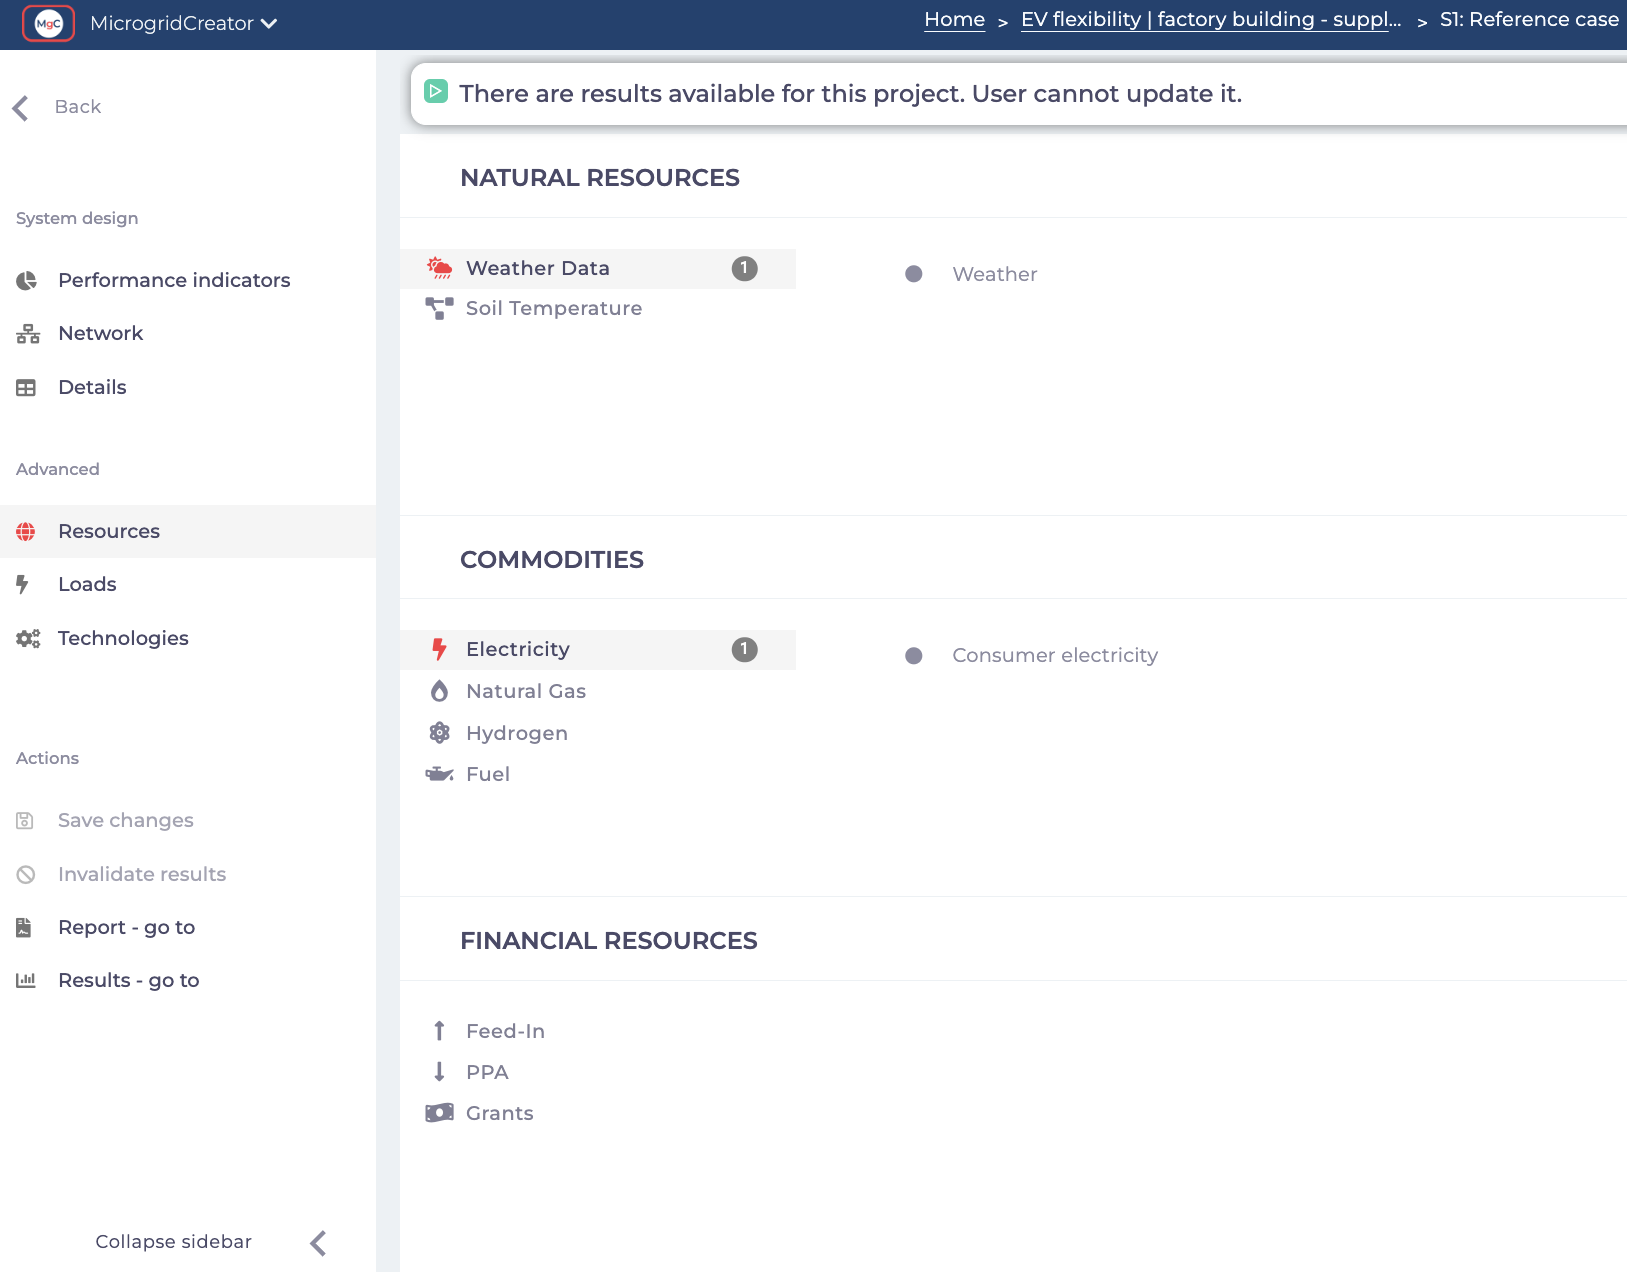 MgC
MicrogridCreator
Home > EV flexibility | factory building - suppl... > S1: Reference case
Back
There are results available for this project. User cannot update it.
System design
Performance indicators
Network
Details
Advanced
Resources
Loads
Technologies
Actions
Save changes
Invalidate results
Report - go to
Results - go to
Collapse sidebar
NATURAL RESOURCES
Weather Data 1
Soil Temperature
Weather
COMMODITIES
Electricity 1
Natural Gas
Hydrogen
Fuel
Consumer electricity
FINANCIAL RESOURCES
Feed-In
PPA
Grants